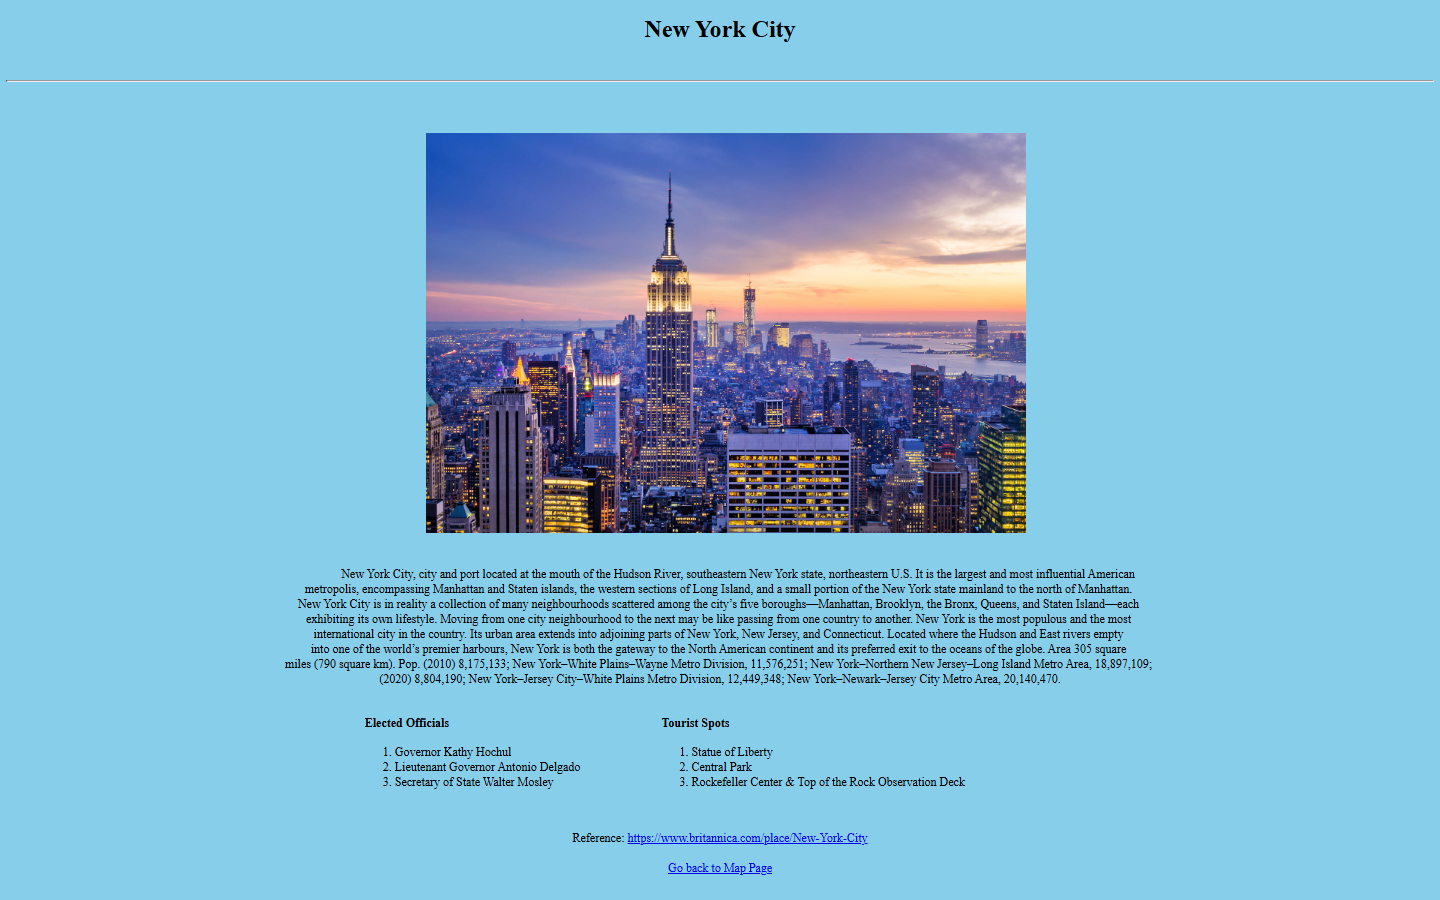 New York City
New York City, city and port located at the mouth of the Hudson River, southeastern New York state, northeastern U.S. It is the largest and most influential American
metropolis, encompassing Manhattan and Staten islands, the western sections of Long Island, and a small portion of the New York state mainland to the north of Manhattan.
New York City is in reality a collection of many neighbourhoods scattered among the city’s five boroughs—Manhattan, Brooklyn, the Bronx, Queens, and Staten Island—each
exhibiting its own lifestyle. Moving from one city neighbourhood to the next may be like passing from one country to another. New York is the most populous and the most
international city in the country. Its urban area extends into adjoining parts of New York, New Jersey, and Connecticut. Located where the Hudson and East rivers empty
into one of the world’s premier harbours, New York is both the gateway to the North American continent and its preferred exit to the oceans of the globe. Area 305 square
miles (790 square km). Pop. (2010) 8,175,133; New York–White Plains–Wayne Metro Division, 11,576,251; New York–Northern New Jersey–Long Island Metro Area, 18,897,109;
(2020) 8,804,190; New York–Jersey City–White Plains Metro Division, 12,449,348; New York–Newark–Jersey City Metro Area, 20,140,470.
Elected Officials
1. Governor Kathy Hochul
2. Lieutenant Governor Antonio Delgado
3. Secretary of State Walter Mosley
Tourist Spots
1. Statue of Liberty
2. Central Park
3. Rockefeller Center & Top of the Rock Observation Deck
Reference: https://www.britannica.com/place/New-York-City
Go back to Map Page